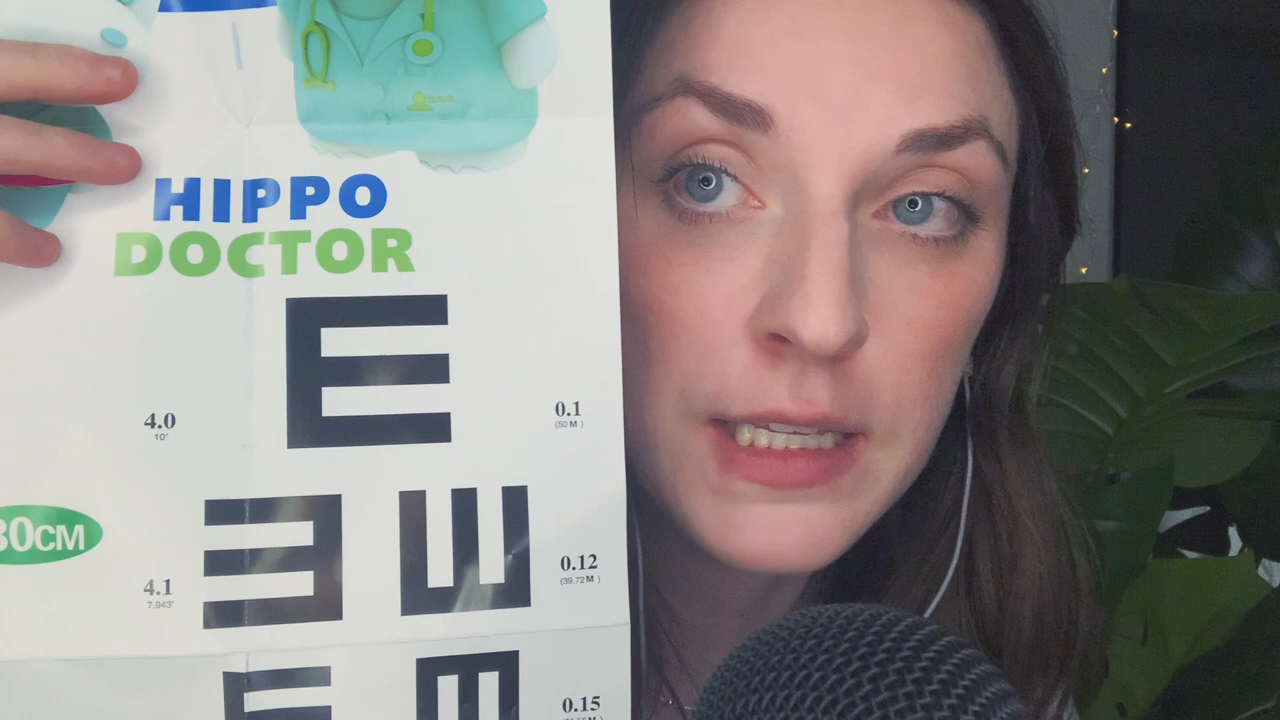 HIPPO
DOCTOR
E
4.0
10'
0.1
(50 M)
30CM
4.1
7.943'
0.12
(39.72 M)
0.15